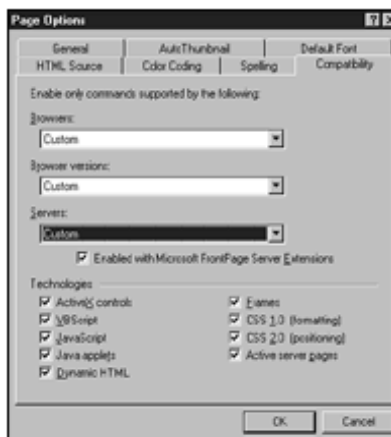 Page Options
General AutoThumbnail Default Font
HTML Source Color Coding Spelling Compatibility
Enable only commands supported by the following:
Browsers:
Custom
Browser versions:
Custom
Servers:
Custom
Enabled with Microsoft FrontPage Server Extensions
Technologies
ActiveX controls Frames
VBScript CSS 1.0 (formatting)
JavaScript CSS 2.0 (positioning)
Java applets Active server pages
Dynamic HTML
OK Cancel